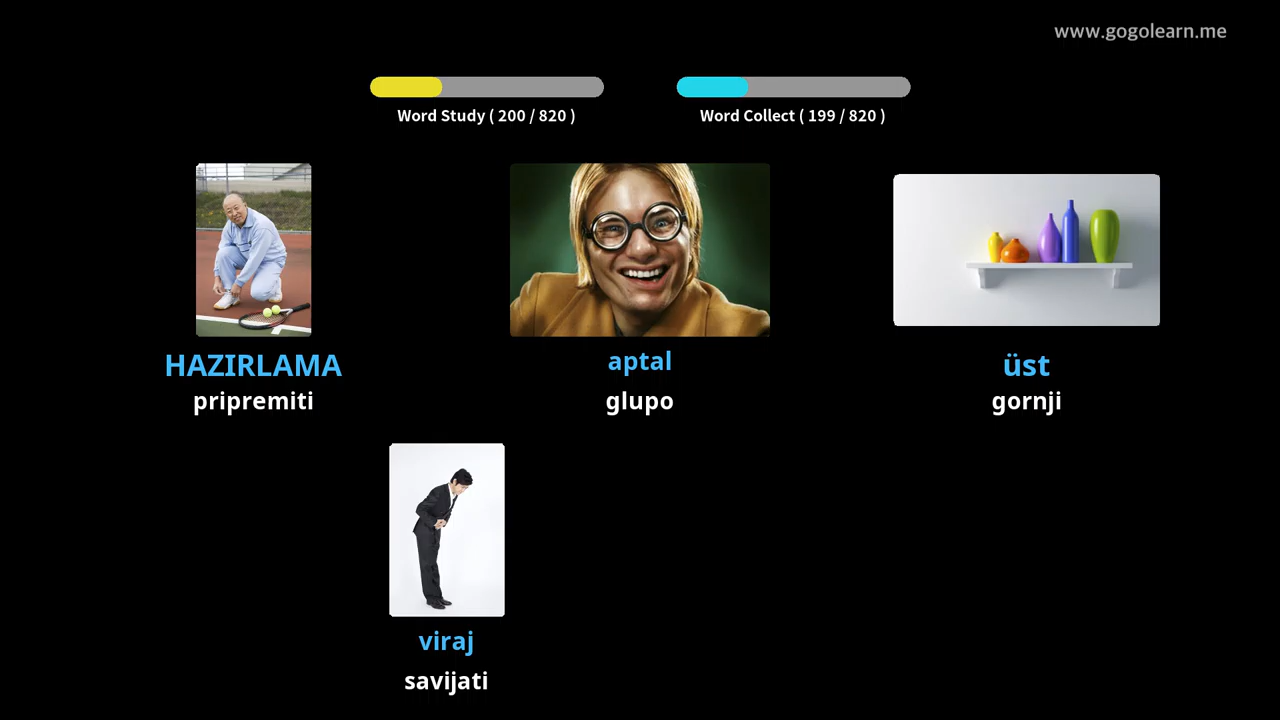 www.gogolearn.me
Word Study ( 200 / 820 )
Word Collect ( 199 / 820 )
HAZIRLAMA
pripremiti
aptal
glupo
üst
gornji
viraj
savijati